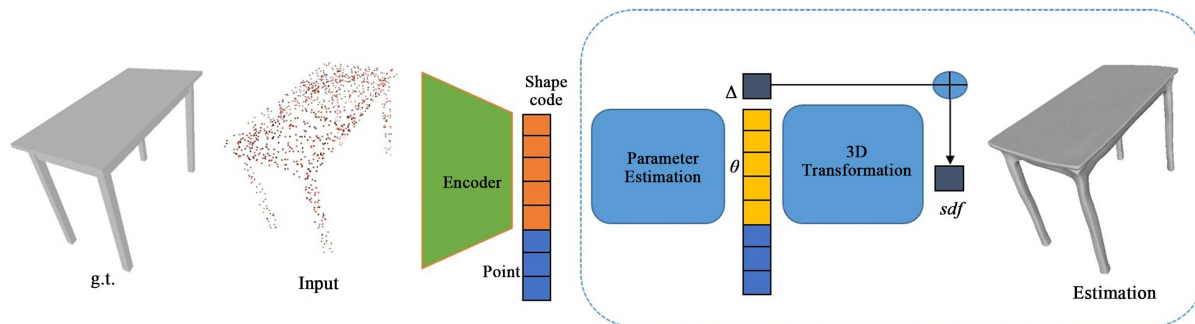 g.t.
Input
Encoder
Shape
code
Point
Parameter
Estimation
Δ
θ
3D
Transformation
sdf
Estimation